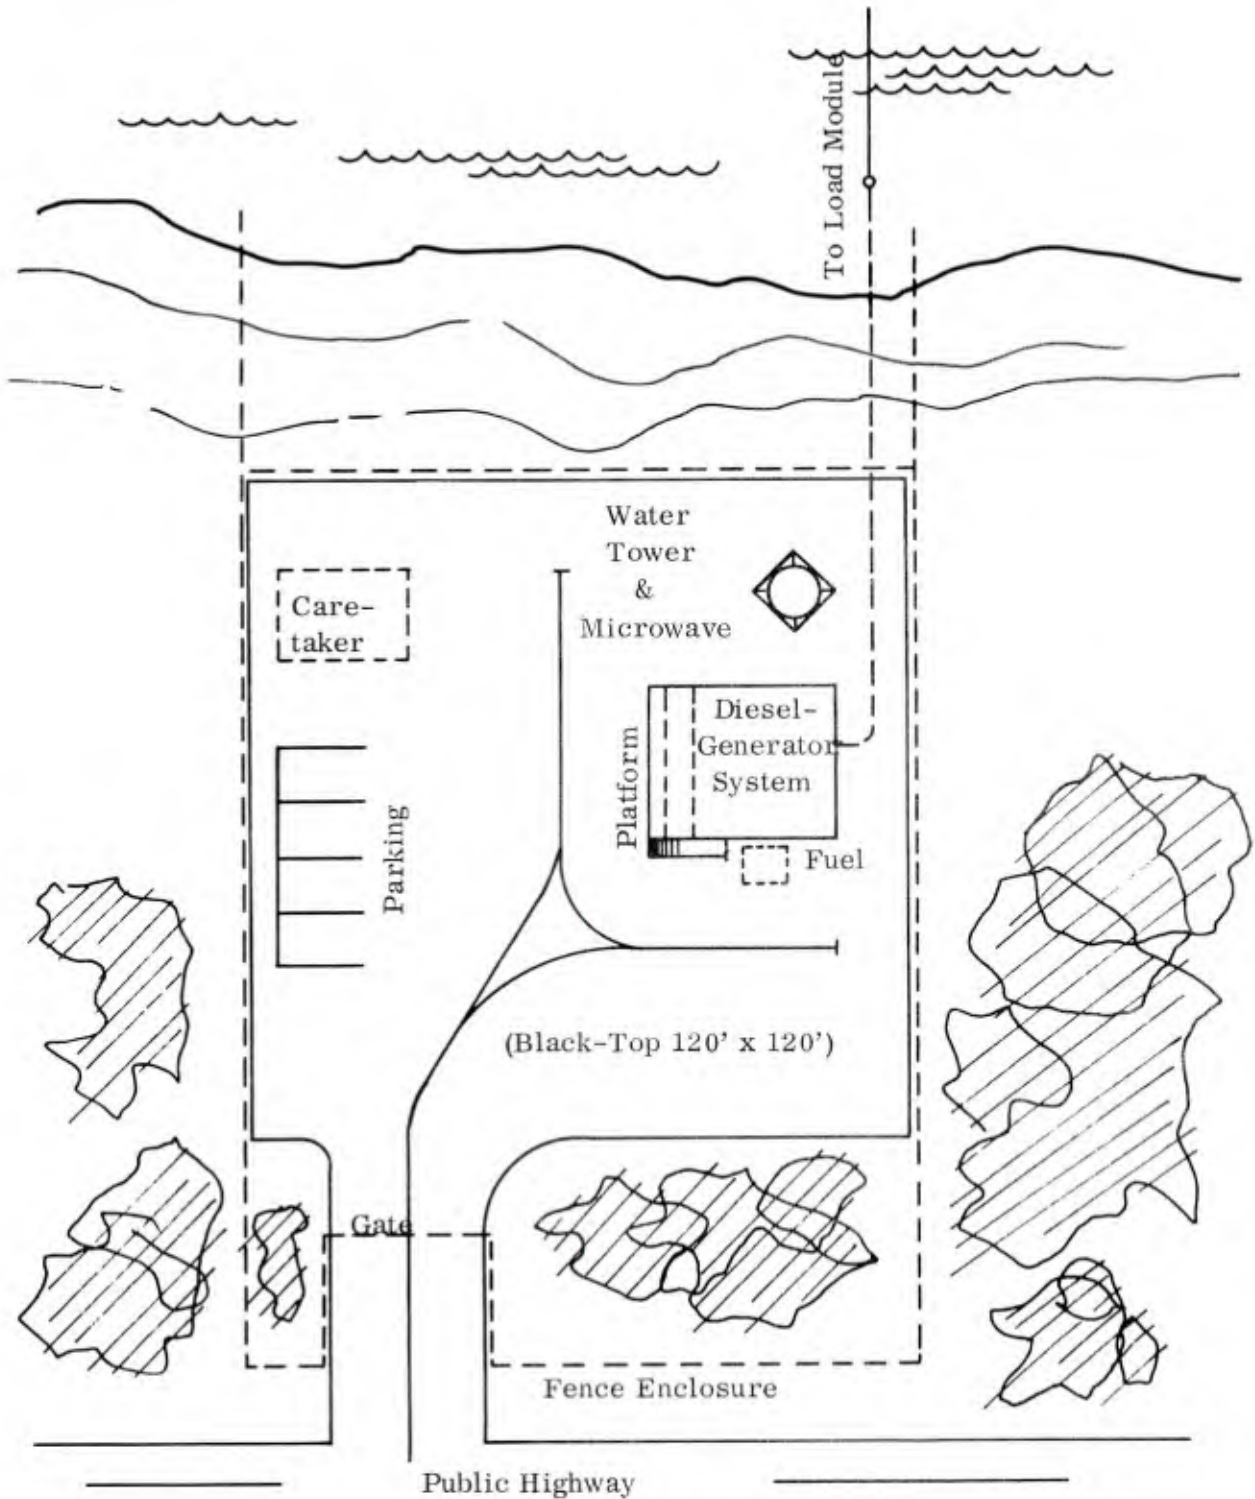 To Load Module
Water
Tower
&
Microwave
Care-
taker
Diesel-
Generator
System
Platform
Fuel
Parking
(Black-Top 120' x 120')
Gate
Fence Enclosure
Public Highway